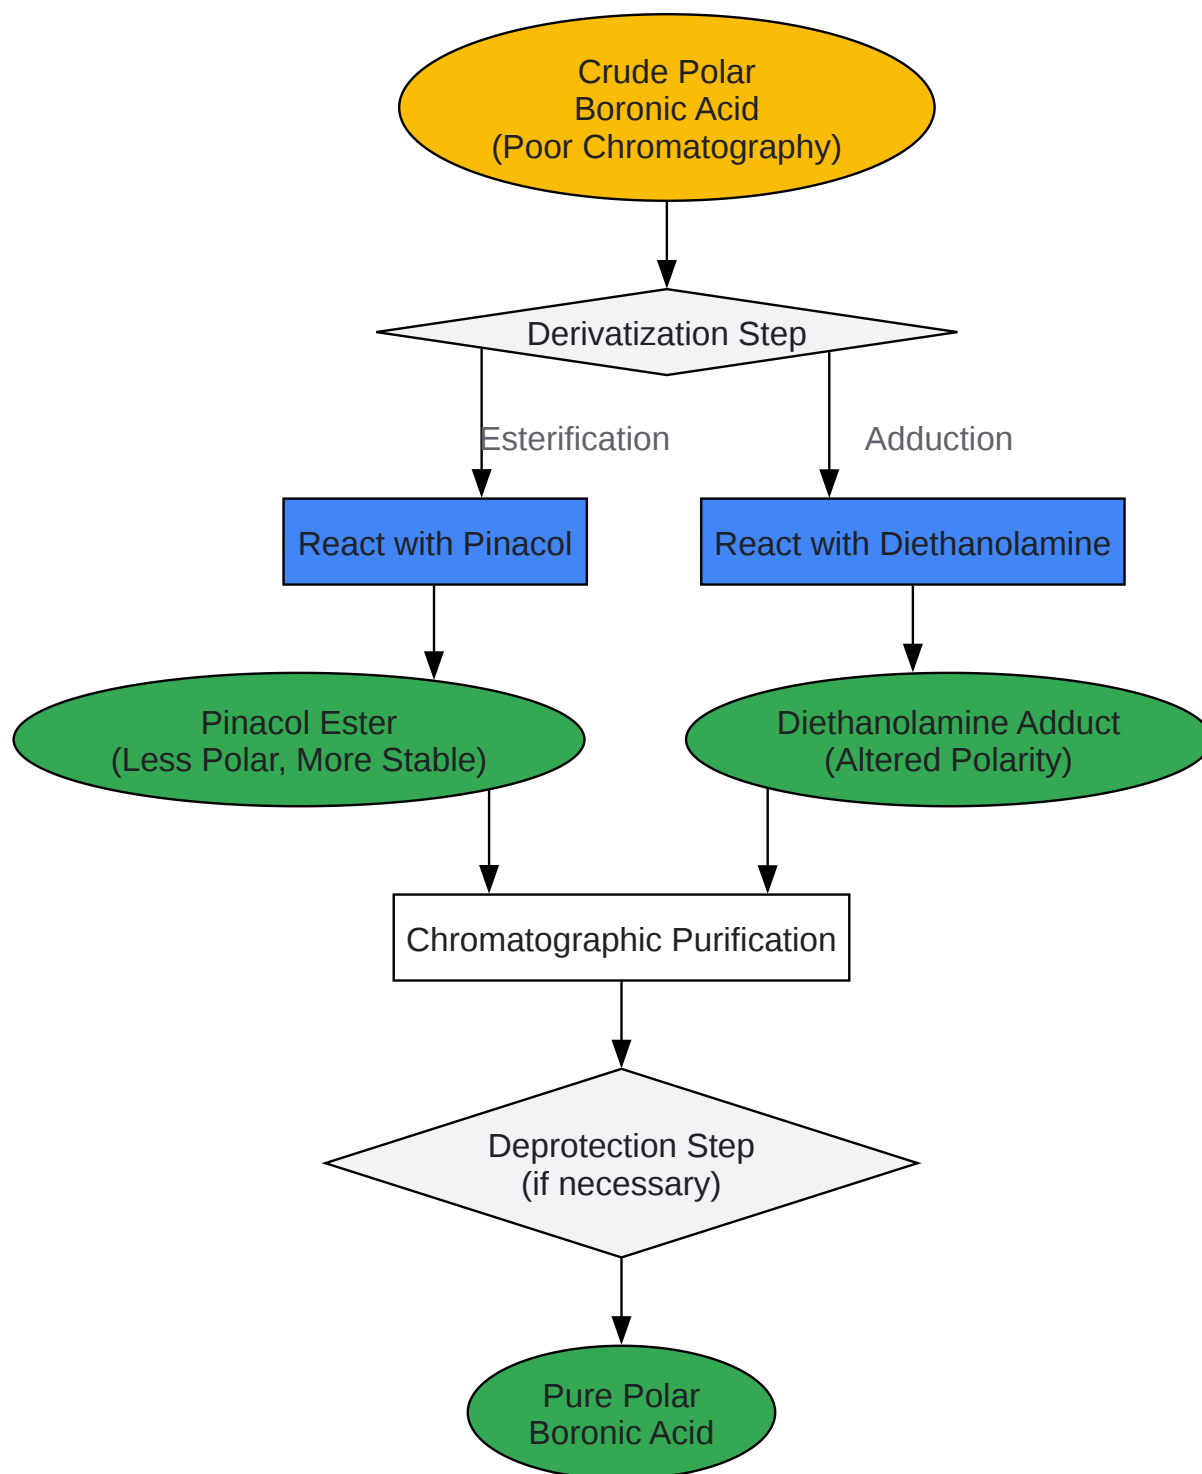 Crude Polar
Boronic Acid
(Poor Chromatography)
Derivatization Step
Esterification
Adduction
React with Pinacol
React with Diethanolamine
Pinacol Ester
(Less Polar, More Stable)
Diethanolamine Adduct
(Altered Polarity)
Chromatographic Purification
Deprotection Step
(if necessary)
Pure Polar
Boronic Acid